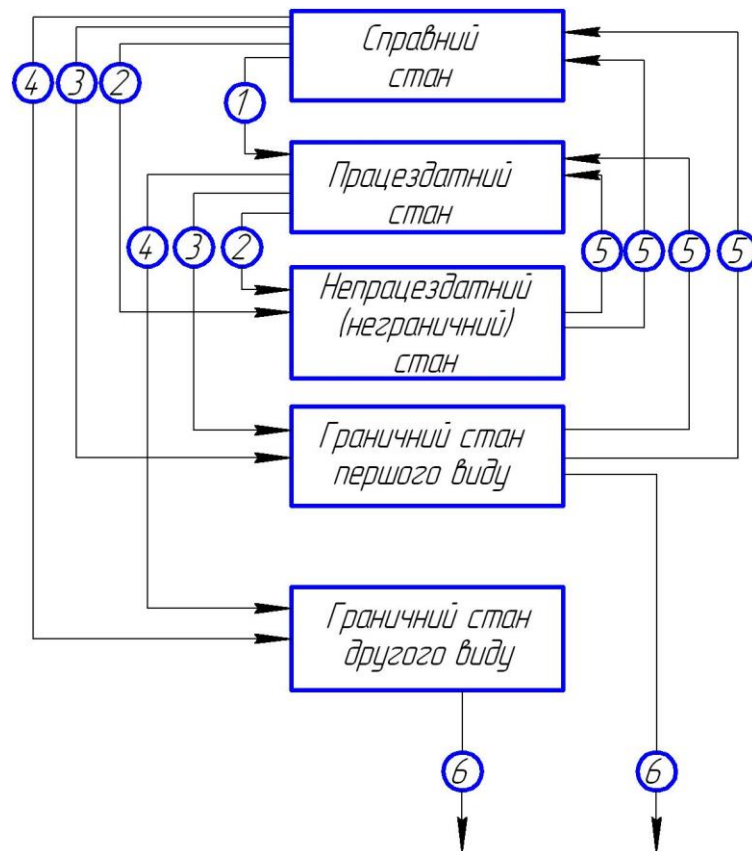 Справний
стан
4
3
2
1
Працездатний
стан
4
3
2
5
5
5
5
Непрацездатний
(неграничний)
стан
Граничний стан
першого виду
Граничний стан
другого виду
6
6